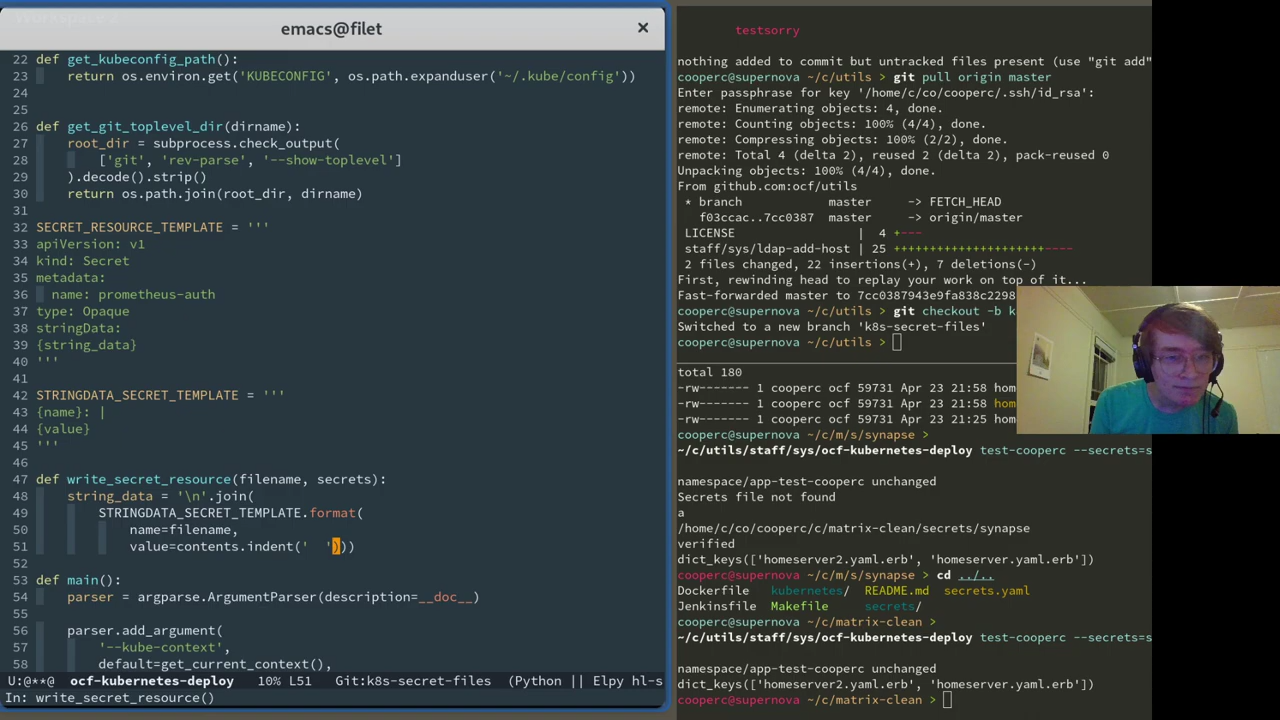 emacs@filet
22 def get_kubeconfig_path():
23 return os.environ.get('KUBECONFIG', os.path.expanduser('~/.kube/config'))
24
25
26 def get_git_toplevel_dir(dirname):
27 root_dir = subprocess.check_output(
28 ['git', 'rev-parse', '--show-toplevel']
29 ).decode().strip()
30 return os.path.join(root_dir, dirname)
31
32 SECRET_RESOURCE_TEMPLATE = '''
33 apiVersion: v1
34 kind: Secret
35 metadata:
36 name: prometheus-auth
37 type: Opaque
38 stringData:
39 {string_data}
40 '''
41
42 STRINGDATA_SECRET_TEMPLATE = '''
43 {name}: |
44 {value}
45 '''
46
47 def write_secret_resource(filename, secrets):
48 string_data = '\n'.join(
49 STRINGDATA_SECRET_TEMPLATE.format(
50 name=filename,
51 value=contents.indent('  ')))
52
53 def main():
54 parser = argparse.ArgumentParser(description=__doc__)
55
56 parser.add_argument(
57 '--kube-context',
58 default=get_current_context(),
U:@**@ ocf-kubernetes-deploy 10% L51 Git:k8s-secret-files (Python || Elpy hl-s
In: write_secret_resource()
testsorry
nothing added to commit but untracked files present (use "git add"
cooperc@supernova ~/c/utils > git pull origin master
Enter passphrase for key '/home/c/co/cooperc/.ssh/id_rsa':
remote: Enumerating objects: 4, done.
remote: Counting objects: 100% (4/4), done.
remote: Compressing objects: 100% (2/2), done.
remote: Total 4 (delta 2), reused 2 (delta 2), pack-reused 0
Unpacking objects: 100% (4/4), done.
From github.com:ocf/utils
* branch master -> FETCH_HEAD
f03ccac..7cc0387 master -> origin/master
LICENSE | 4 +---
staff/sys/ldap-add-host | 25 +++++++++++++++++++++----
2 files changed, 22 insertions(+), 7 deletions(-)
First, rewinding head to replay your work on top of it...
Fast-forwarded master to 7cc0387943e9fa838c2298
cooperc@supernova ~/c/utils > git checkout -b k
Switched to a new branch 'k8s-secret-files'
cooperc@supernova ~/c/utils >
total 180
-rw------- 1 cooperc ocf 59731 Apr 23 21:58 hom
-rw------- 1 cooperc ocf 59731 Apr 23 21:58 hom
-rw------- 1 cooperc ocf 59731 Apr 23 21:25 hom
cooperc@supernova ~/c/m/s/synapse >
~/c/utils/staff/sys/ocf-kubernetes-deploy test-cooperc --secrets=s
namespace/app-test-cooperc unchanged
Secrets file not found
a
/home/c/co/cooperc/c/matrix-clean/secrets/synapse
verified
dict_keys(['homeserver2.yaml.erb', 'homeserver.yaml.erb'])
cooperc@supernova ~/c/m/s/synapse > cd ../..
Dockerfile kubernetes/ README.md secrets.yaml
Jenkinsfile Makefile secrets/
cooperc@supernova ~/c/matrix-clean >
~/c/utils/staff/sys/ocf-kubernetes-deploy test-cooperc --secrets=s
namespace/app-test-cooperc unchanged
dict_keys(['homeserver2.yaml.erb', 'homeserver.yaml.erb'])
cooperc@supernova ~/c/matrix-clean >